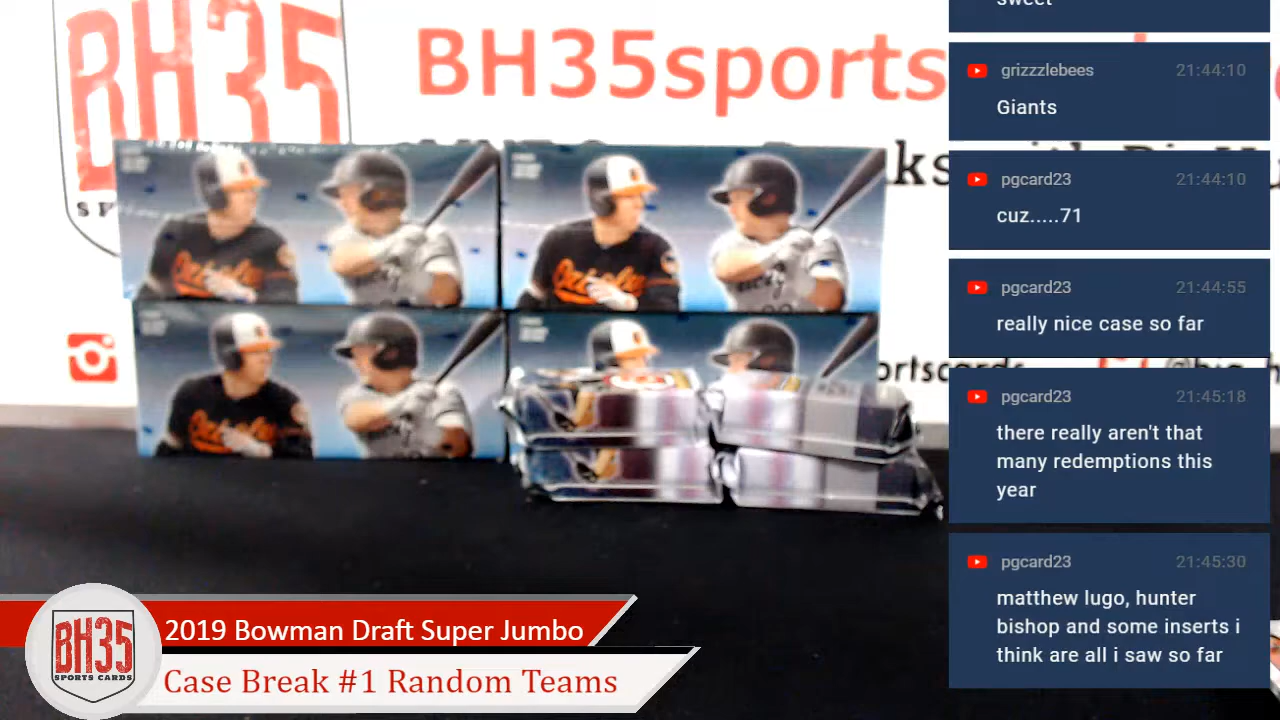 BH35
BH35sports
sweet
grizzzlebees 21:44:10
Giants
pgcard23 21:44:10
cuz.....71
pgcard23 21:44:55
really nice case so far
pgcard23 21:45:18
there really aren't that
many redemptions this
year
pgcard23 21:45:30
matthew lugo, hunter
bishop and some inserts i
think are all i saw so far
Orioles
Orioles
Orioles
BH35
SPORTS CARDS
2019 Bowman Draft Super Jumbo
Case Break #1 Random Teams